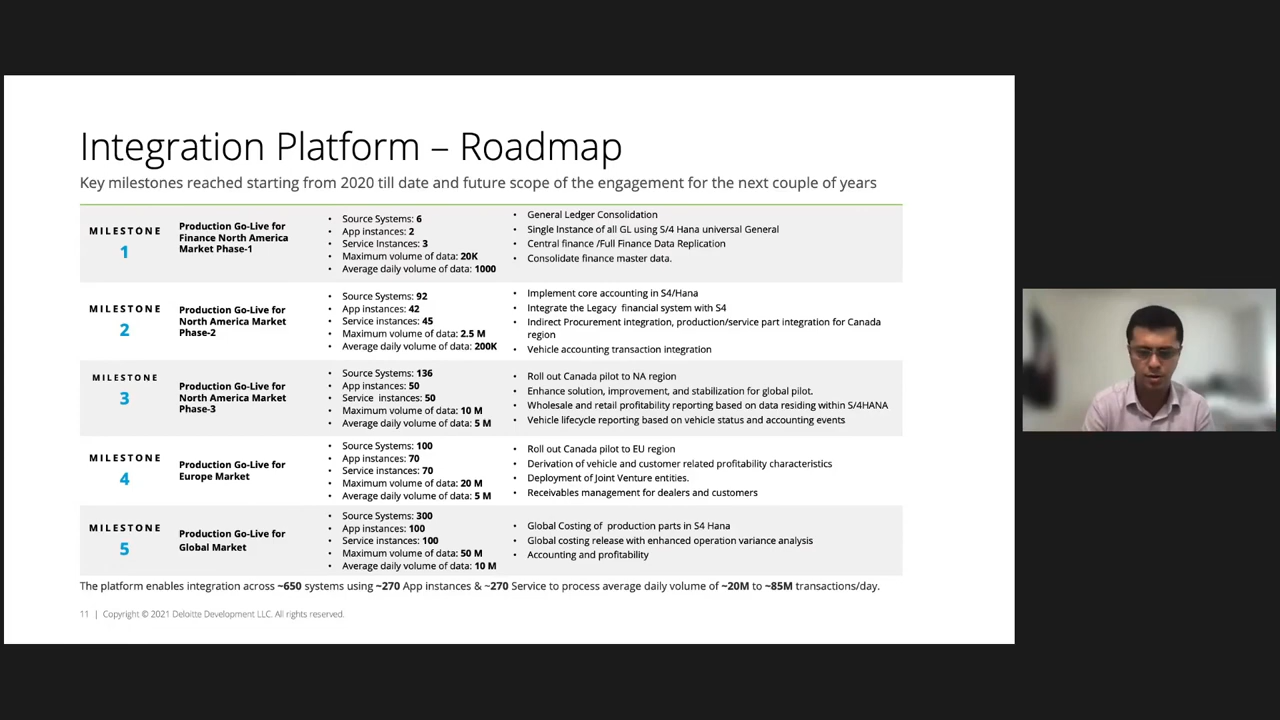 Integration Platform – Roadmap
Key milestones reached starting from 2020 till date and future scope of the engagement for the next couple of years
MILESTONE
1
Production Go-Live for
Finance North America
Market Phase-1
• Source Systems: 6
• App instances: 2
• Service Instances: 3
• Maximum volume of data: 20K
• Average daily volume of data: 1000
• General Ledger Consolidation
• Single Instance of all GL using S/4 Hana universal General
• Central finance /Full Finance Data Replication
• Consolidate finance master data.
MILESTONE
2
Production Go-Live for
North America Market
Phase-2
• Source Systems: 92
• App instances: 42
• Service instances: 45
• Maximum volume of data: 2.5 M
• Average daily volume of data: 200K
• Implement core accounting in S4/Hana
• Integrate the Legacy financial system with S4
• Indirect Procurement integration, production/service part integration for Canada
region
• Vehicle accounting transaction integration
MILESTONE
3
Production Go-Live for
North America Market
Phase-3
• Source Systems: 136
• App instances: 50
• Service instances: 50
• Maximum volume of data: 10 M
• Average daily volume of data: 5 M
• Roll out Canada pilot to NA region
• Enhance solution, improvement, and stabilization for global pilot.
• Wholesale and retail profitability reporting based on data residing within S/4HANA
• Vehicle lifecycle reporting based on vehicle status and accounting events
MILESTONE
4
Production Go-Live for
Europe Market
• Source Systems: 100
• App instances: 70
• Service instances: 70
• Maximum volume of data: 20 M
• Average daily volume of data: 5 M
• Roll out Canada pilot to EU region
• Derivation of vehicle and customer related profitability characteristics
• Deployment of Joint Venture entities.
• Receivables management for dealers and customers
MILESTONE
5
Production Go-Live for
Global Market
• Source Systems: 300
• App instances: 100
• Service instances: 100
• Maximum volume of data: 50 M
• Average daily volume of data: 10 M
• Global Costing of production parts in S4 Hana
• Global costing release with enhanced operation variance analysis
• Accounting and profitability
The platform enables integration across ~650 systems using ~270 App instances & ~270 Service to process average daily volume of ~20M to ~85M transactions/day.
11 | Copyright © 2021 Deloitte Development LLC. All rights reserved.